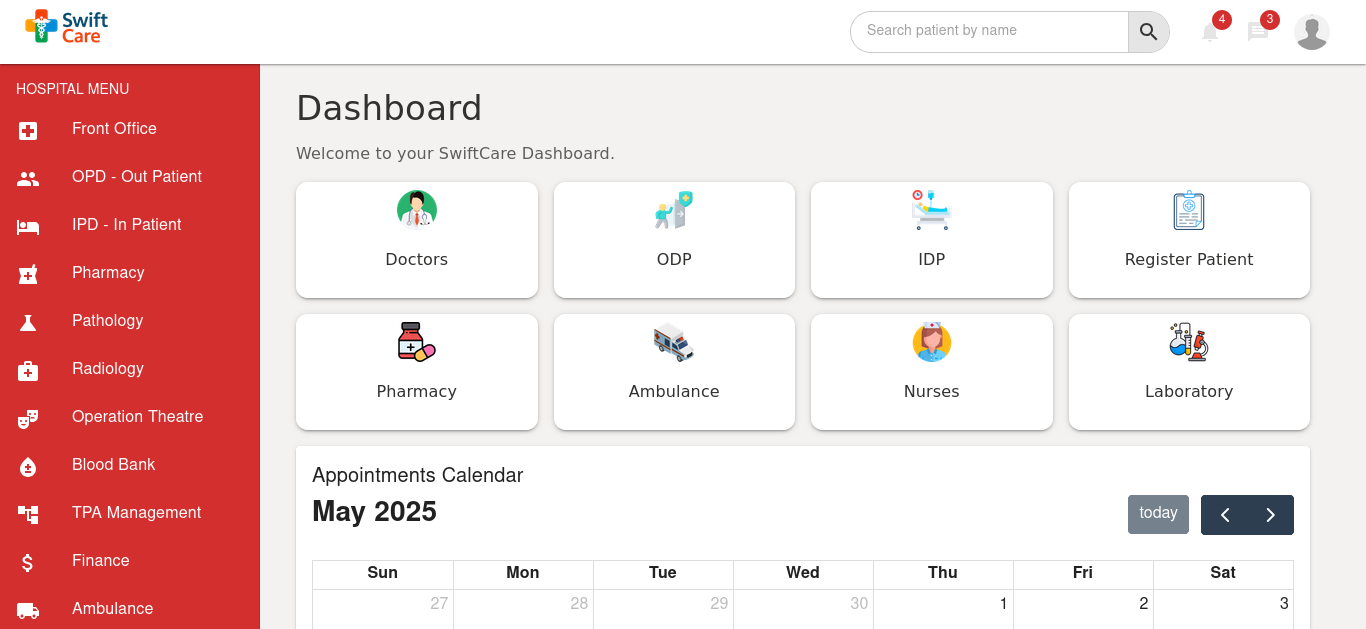 Swift
Care
Search patient by name
4
3
HOSPITAL MENU
Front Office
OPD - Out Patient
IPD - In Patient
Pharmacy
Pathology
Radiology
Operation Theatre
Blood Bank
TPA Management
Finance
Ambulance
Dashboard
Welcome to your SwiftCare Dashboard.
Doctors
ODP
IDP
Register Patient
Pharmacy
Ambulance
Nurses
Laboratory
Appointments Calendar
May 2025
today
Sun Mon Tue Wed Thu Fri Sat
27 28 29 30 1 2 3